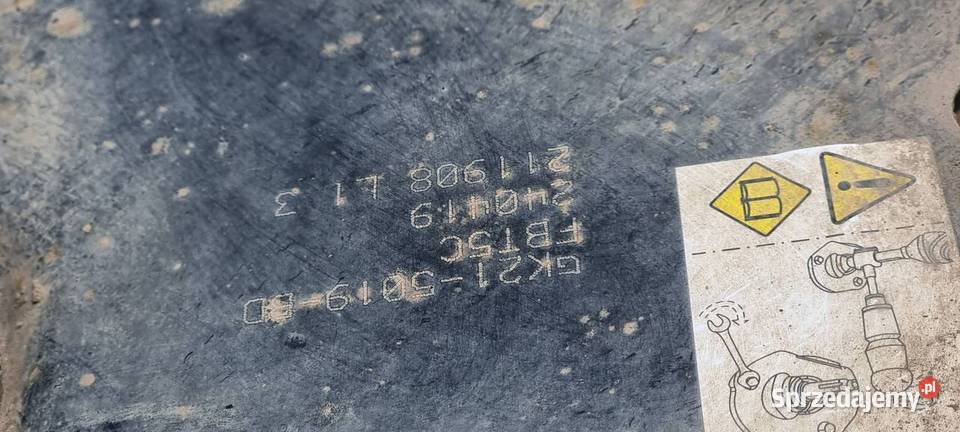 GK21-5019-BD
FBT5C
240419
211908 L1 3
Sprzedajemy.pl